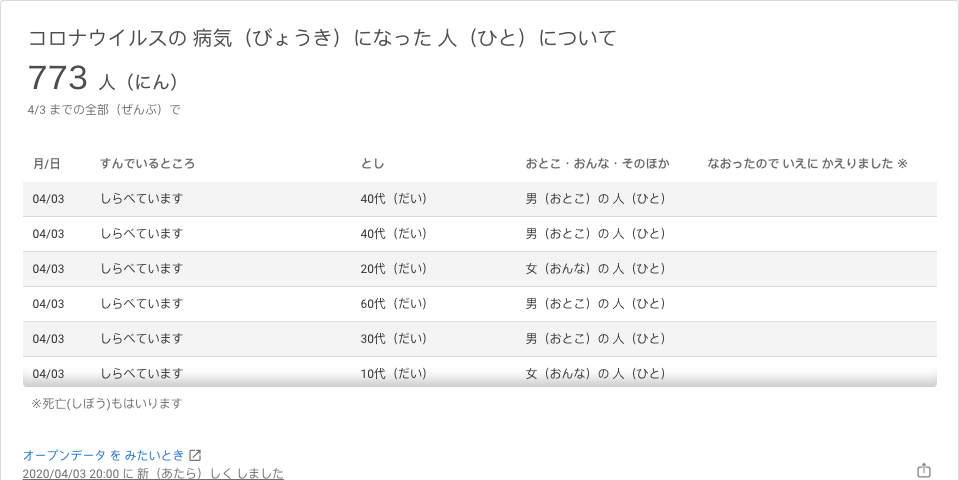 コロナウイルスの 病気（びょうき）になった 人（ひと）について
773 人（にん）
4/3 までの全部（ぜんぶ）で
月/日 すんでいるところ とし おとこ・おんな・そのほか なおったので いえに かえりました ※
04/03 しらべています 40代（だい） 男（おとこ）の 人（ひと）
04/03 しらべています 40代（だい） 男（おとこ）の 人（ひと）
04/03 しらべています 20代（だい） 女（おんな）の 人（ひと）
04/03 しらべています 60代（だい） 男（おとこ）の 人（ひと）
04/03 しらべています 30代（だい） 男（おとこ）の 人（ひと）
04/03 しらべています 10代（だい） 女（おんな）の 人（ひと）
※死亡(しぼう)もはいります
オープンデータ を みたいとき
2020/04/03 20:00 に 新（あたら）しく しました